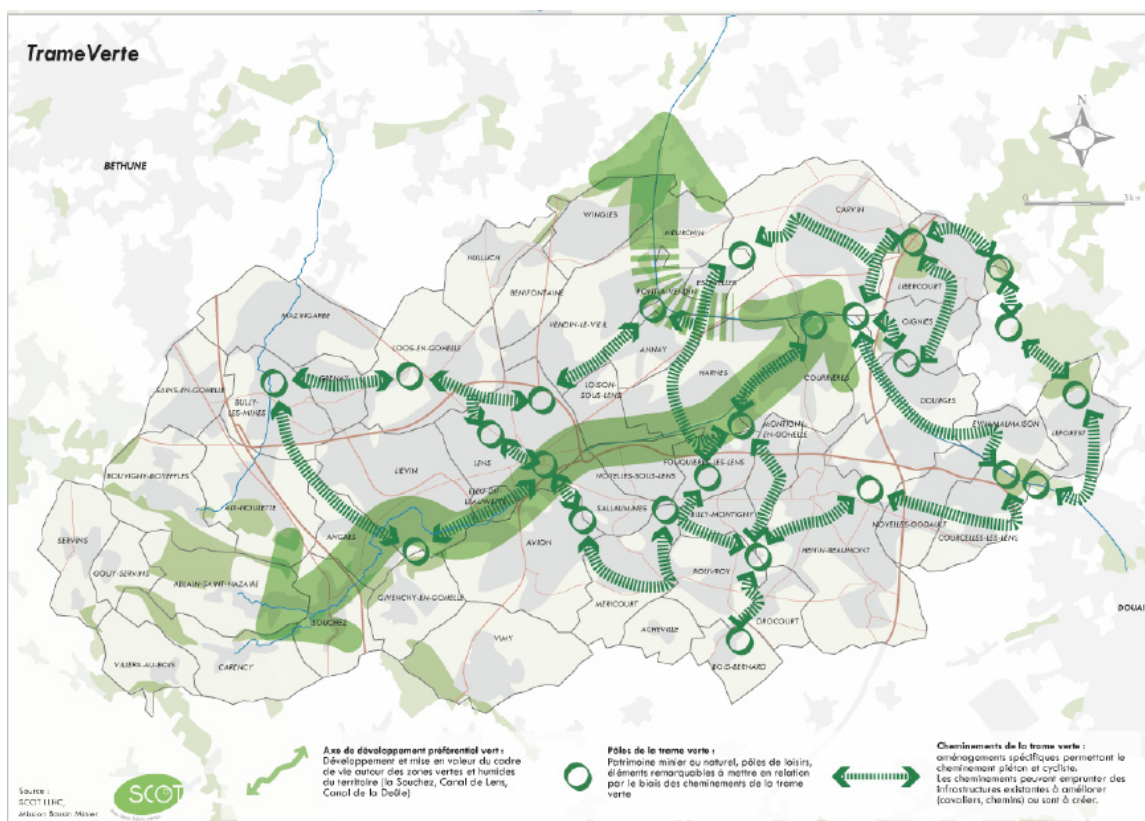 TrameVerte
N
BETHUNE
0 3km
WINGLES
CARVIN
MEURCHIN
HULLUCH
BENIFONTAINE
PONT-A-VENDIN
LIBERCOURT
MAZINGARBE
VENDIN-LE-VIEIL
OIGNIES
LOOS-EN-GOHELLE
ANNAY
GRENAY
HARNES
COURRIERES
SAINS-EN-GOHELLE
BULLY-LES-MINES
LOISON-SOUS-LENS
DOURGES
EVIN-MALMAISON
LEFOREST
MONTIGNY-EN-GOHELLE
LENS
LIEVIN
FOUQUIERES-LES-LENS
NOYELLES-SOUS-LENS
BOUVIGNY-BOYEFFLES
AIX-NOULETTE
SALLAUMINES
BILLY-MONTIGNY
NOYELLES-GODAULT
COURCELLES-LES-LENS
ANGRES
AVION
HENIN-BEAUMONT
SERVINS
GOUY-SERVINS
ABLAIN-SAINT-NAZAIRE
ROUVROY
GIVENCHY-EN-GOHELLE
MERICOURT
DROCOURT
DOUAI
SOUCHEZ
ACHEVILLE
VIMY
VILLERS-AU-BOIS
CARENCY
BOIS-BERNARD
Axe de développement préférentiel vert :
Développement et mise en valeur du cadre
de vie autour des zones vertes et humides
du territoire (la Souchez, Canal de Lens,
Canal de la Deûle)
Pôles de la trame verte :
Patrimoine minier ou naturel, pôles de loisirs,
éléments remarquables à mettre en relation
par le biais des cheminements de la trame
verte
Cheminements de la trame verte :
aménagements spécifiques permettant le
cheminement piéton et cycliste.
Les cheminements peuvent emprunter des
infrastructures existantes à améliorer
(cavaliers, chemins) ou sont à créer.
Source :
SCOT LLHC,
Mission Bassin Minier
SCOT